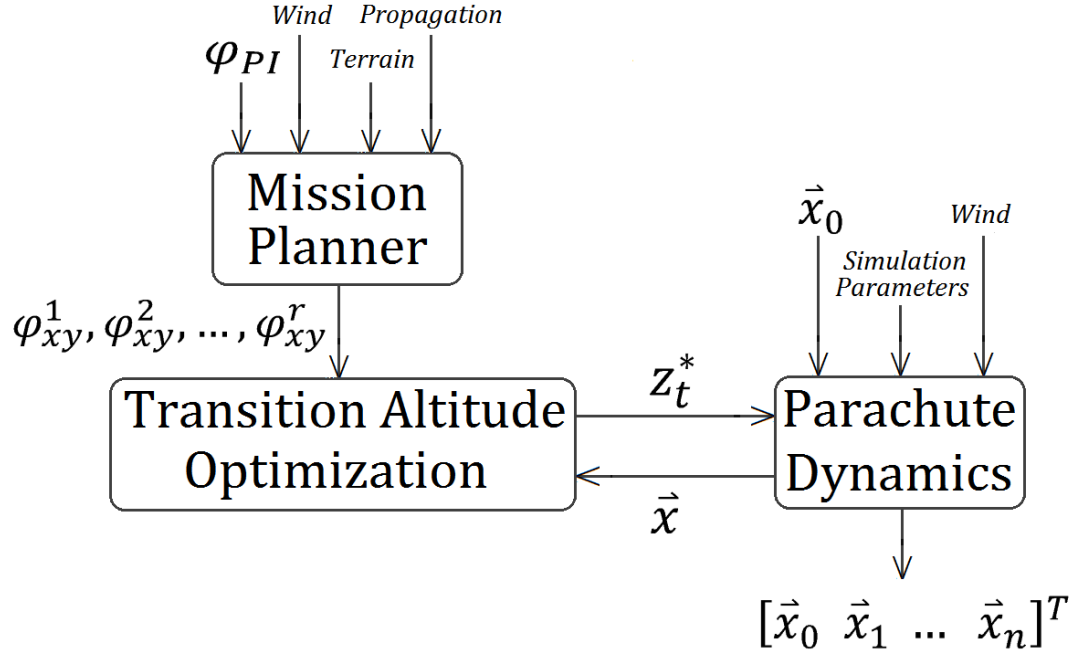 Wind Propagation
φ_PI Terrain
Mission
Planner
x⃗_0 Wind
Simulation
Parameters
φ_xy^1, φ_xy^2, ..., φ_xy^r
Transition Altitude
Optimization
z_t^*
x⃗
Parachute
Dynamics
[x⃗_0 x⃗_1 ... x⃗_n]^T